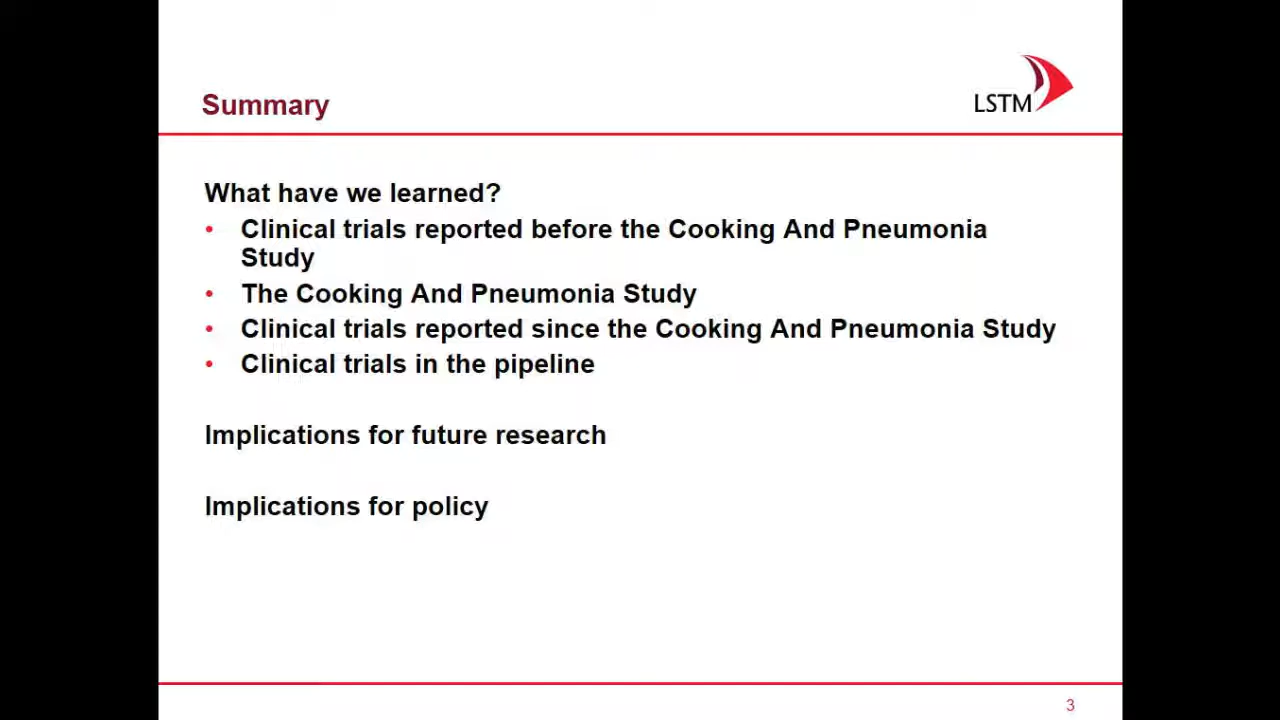 Summary
LSTM
What have we learned?
• Clinical trials reported before the Cooking And Pneumonia
Study
• The Cooking And Pneumonia Study
• Clinical trials reported since the Cooking And Pneumonia Study
• Clinical trials in the pipeline
Implications for future research
Implications for policy
3